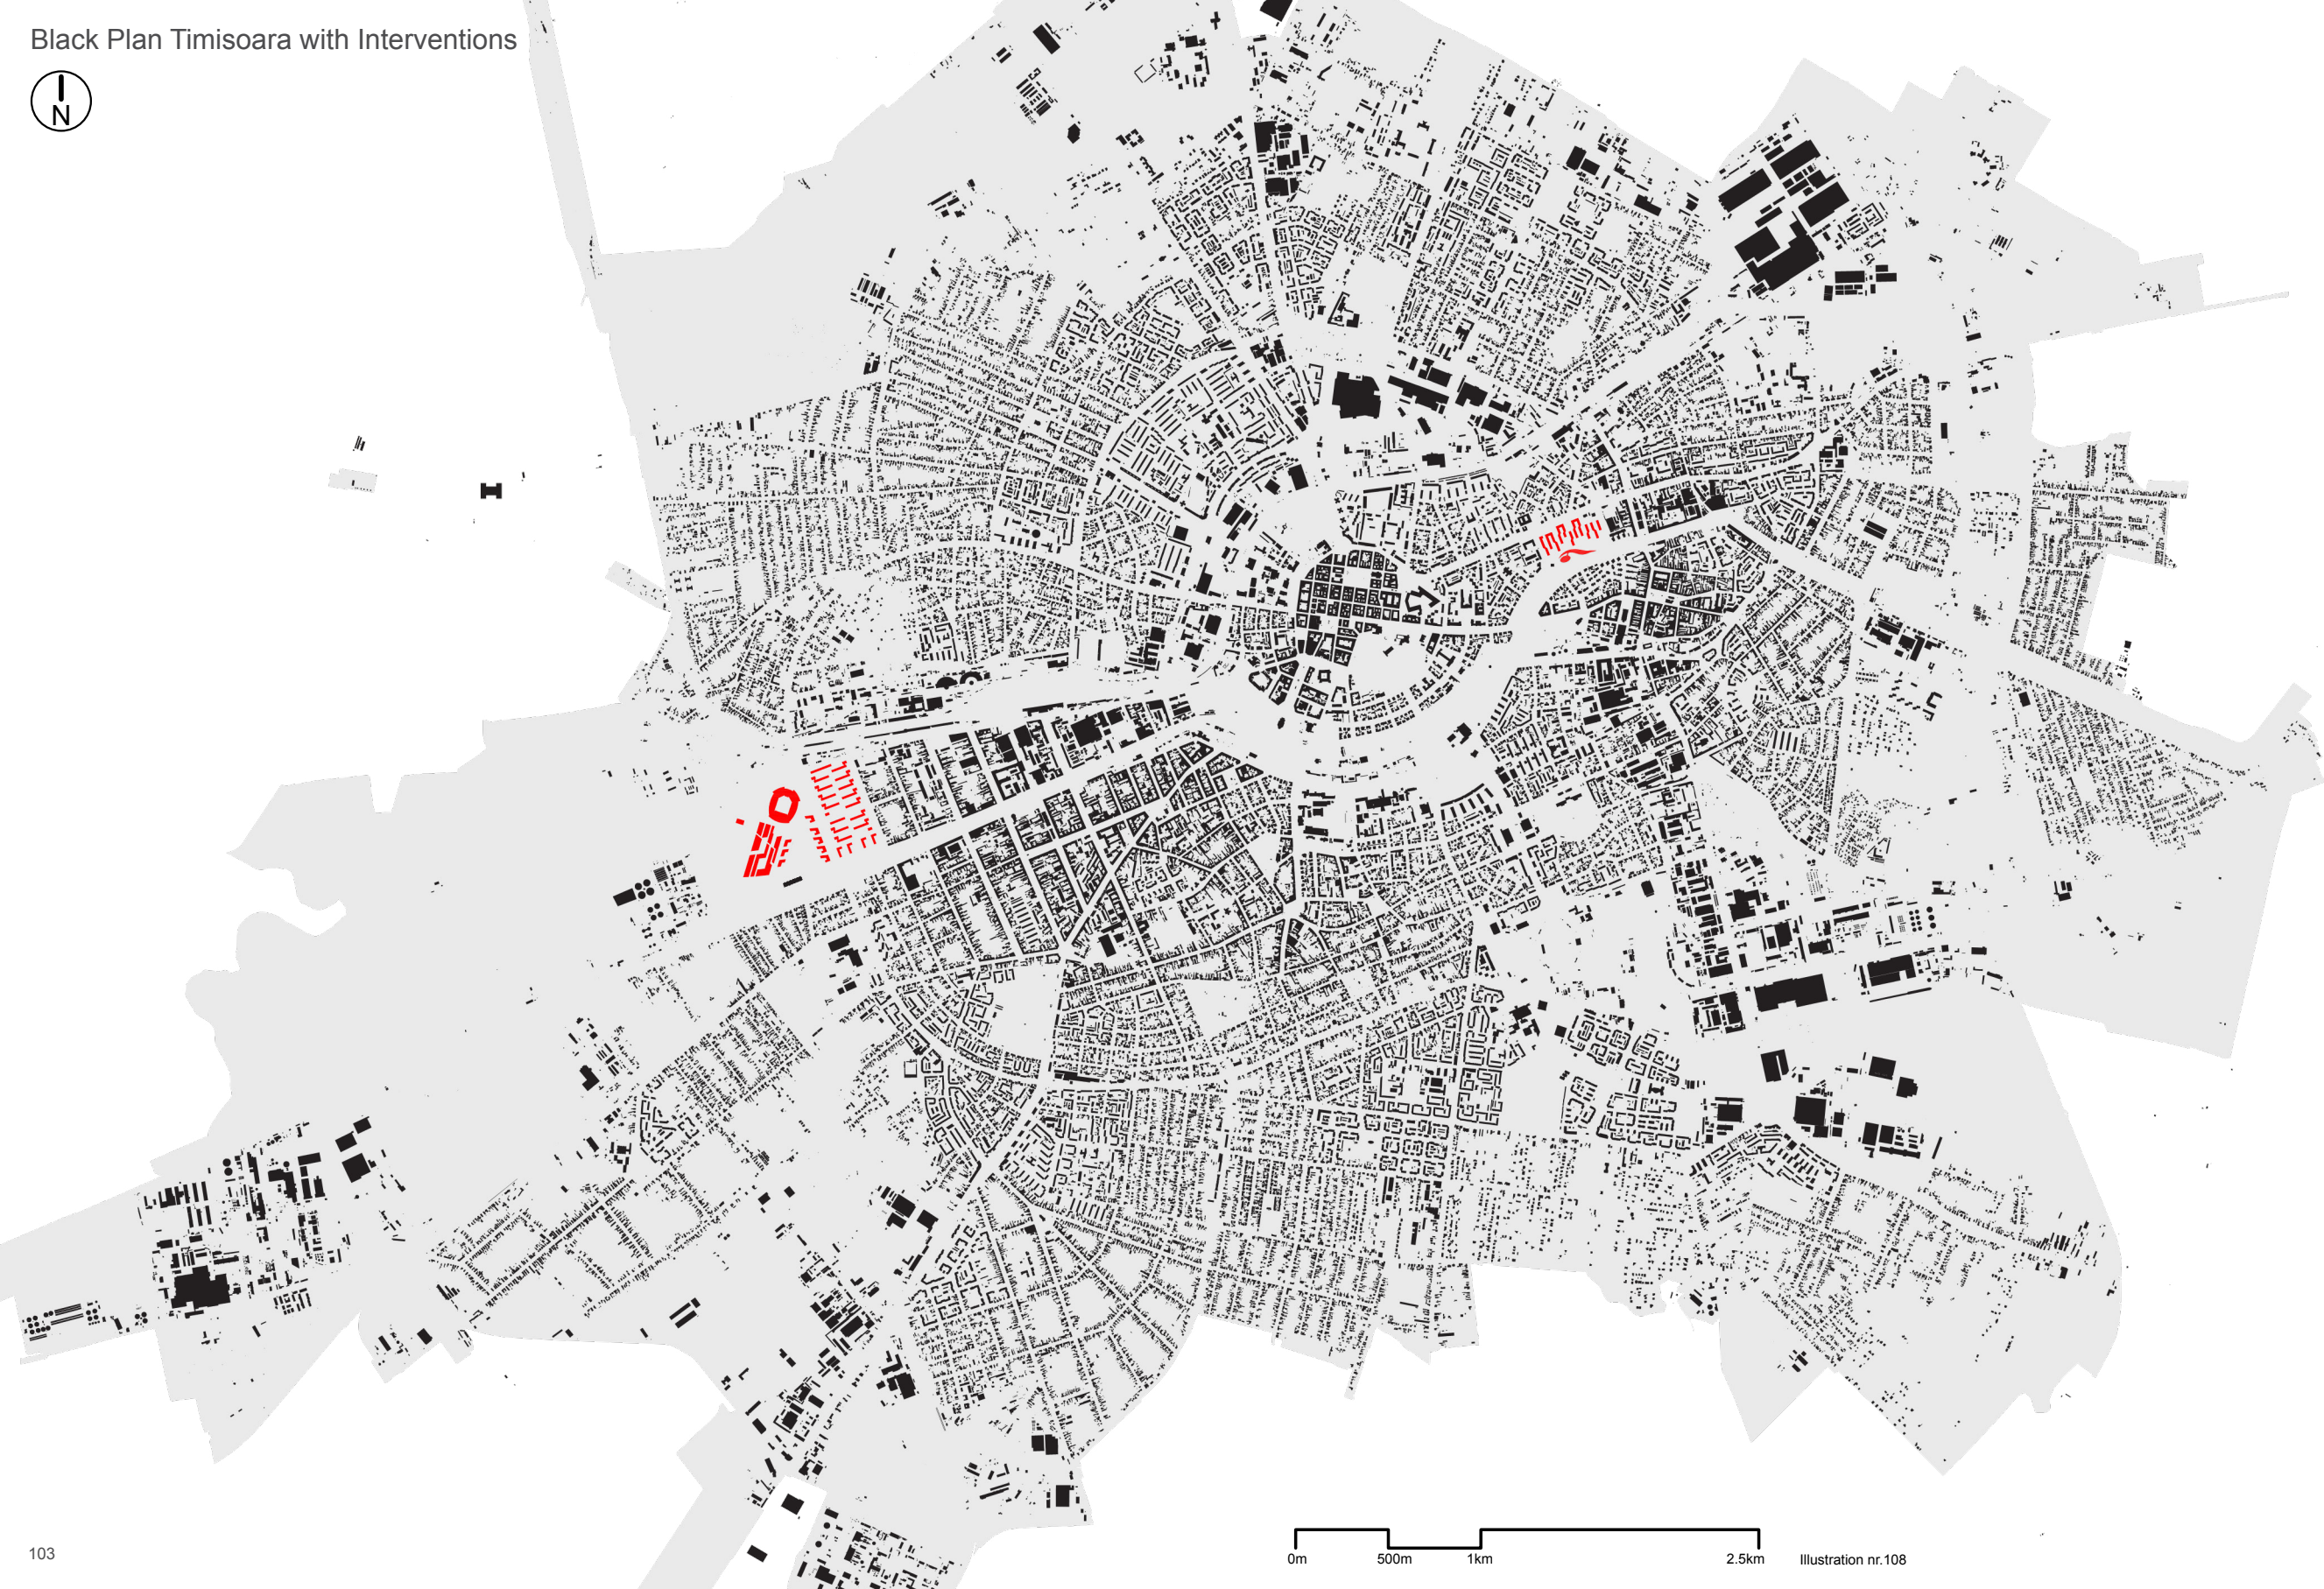 Black Plan Timisoara with Interventions
N
0m 500m 1km 2.5km Illustration nr.108
103